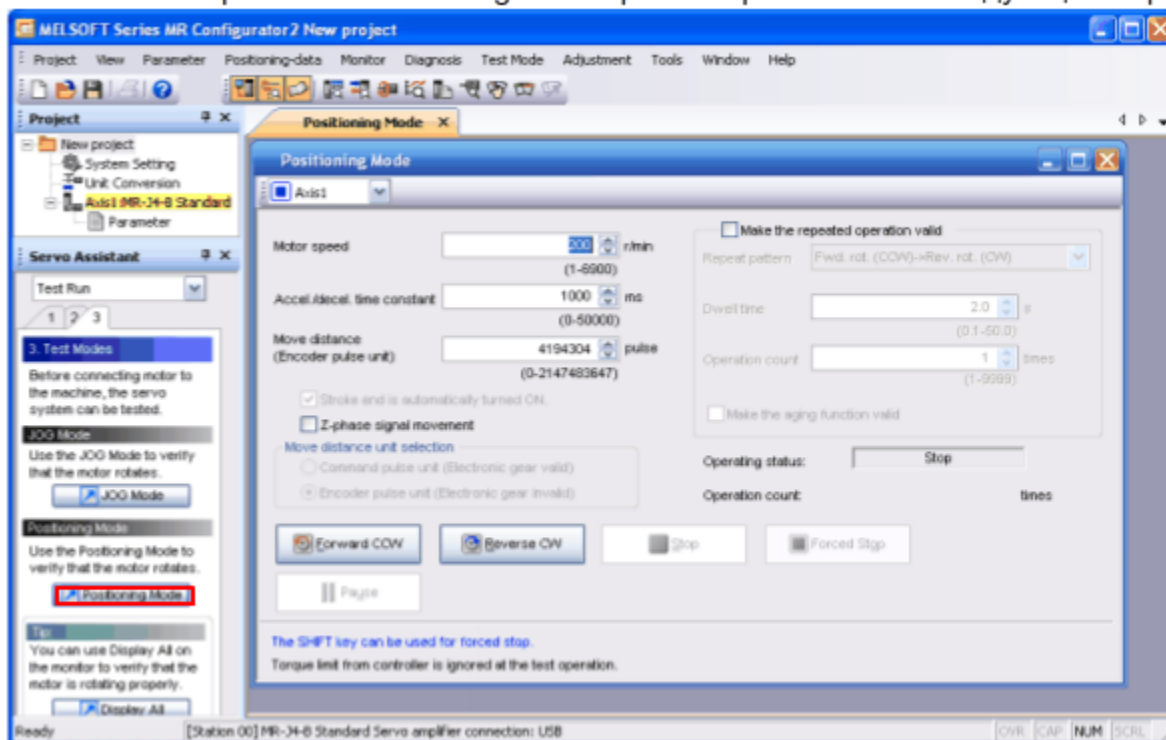 MELSOFT Series MR Configurator2 New project
Project View Parameter Positioning-data Monitor Diagnosis Test Mode Adjustment Tools Window Help
Project
New project
System Setting
Unit Conversion
Axis1:MR-J4-B Standard
Parameter
Servo Assistant
Test Run
1 2 3
3. Test Modes
Before connecting motor to
the machine, the servo
system can be tested.
JOG Mode
Use the JOG Mode to verify
that the motor rotates.
JOG Mode
Positioning Mode
Use the Positioning Mode to
verify that the motor rotates.
Positioning Mode
Tip:
You can use Display All on
the monitor to verify that the
motor is rotating properly.
Display All
Positioning Mode
Positioning Mode
Axis1
Motor speed 200 r/min
(1-6900)
Accel./decel. time constant 1000 ms
(0-50000)
Move distance
(Encoder pulse unit) 4194304 pulse
(0-2147483647)
Stroke end is automatically turned ON.
Z-phase signal movement
Move distance unit selection
Command pulse unit (Electronic gear valid)
Encoder pulse unit (Electronic gear invalid)
Make the repeated operation valid
Repeat pattern Fwd. rot. (CCW)->Rev. rot. (CW)
Dwell time 2.0 s
(0.1-50.0)
Operation count 1 times
(1-9999)
Make the aging function valid
Operating status: Stop
Operation count: times
Forward CCW Reverse CW Stop Forced Stop
Pause
The SHIFT key can be used for forced stop.
Torque limit from controller is ignored at the test operation.
Ready [Station 00] MR-J4-B Standard Servo amplifier connection: USB OVR CAP NUM SCRL